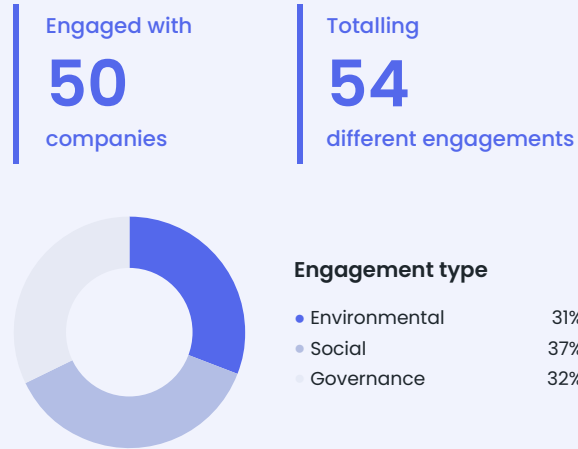 Engaged with
50
companies
Totalling
54
different engagements
Engagement type
Environmental 31%
Social 37%
Governance 32%